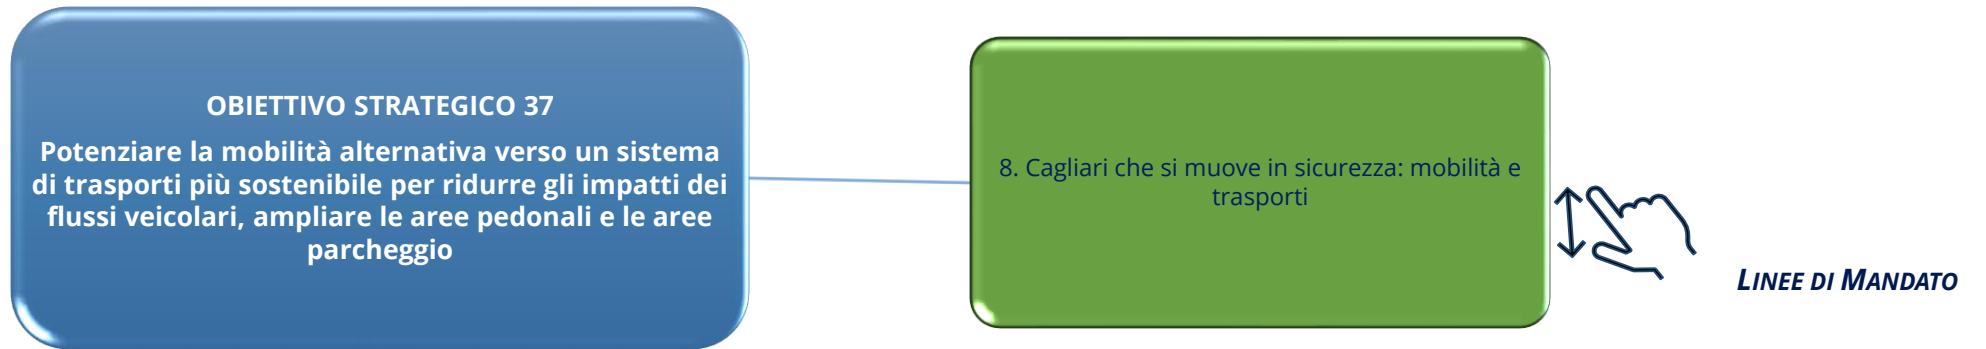 OBIETTIVO STRATEGICO 37
Potenziare la mobilità alternativa verso un sistema
di trasporti più sostenibile per ridurre gli impatti dei
flussi veicolari, ampliare le aree pedonali e le aree
parcheggio
8. Cagliari che si muove in sicurezza: mobilità e
trasporti
LINEE DI MANDATO